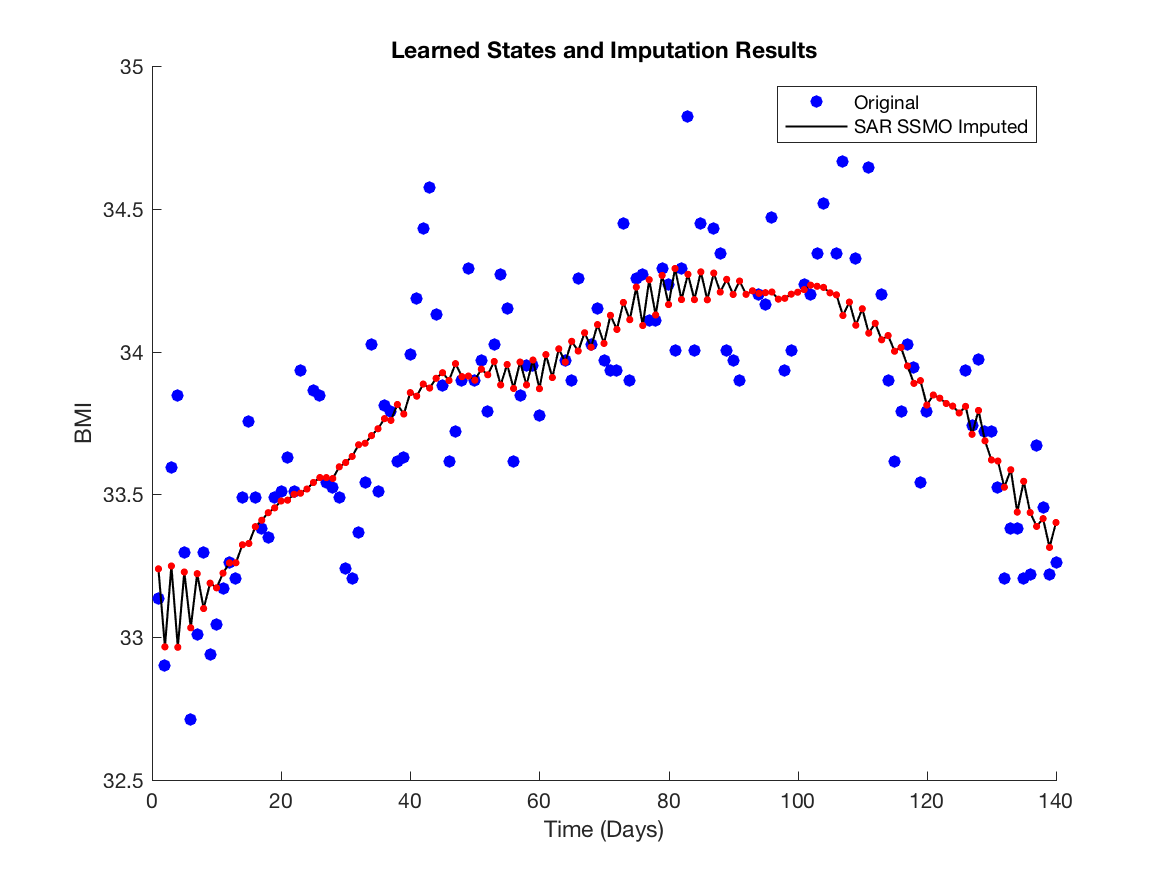 Learned States and Imputation Results
35
Original
SAR SSMO Imputed
34.5
34
BMI
33.5
33
32.5
0 20 40 60 80 100 120 140
Time (Days)